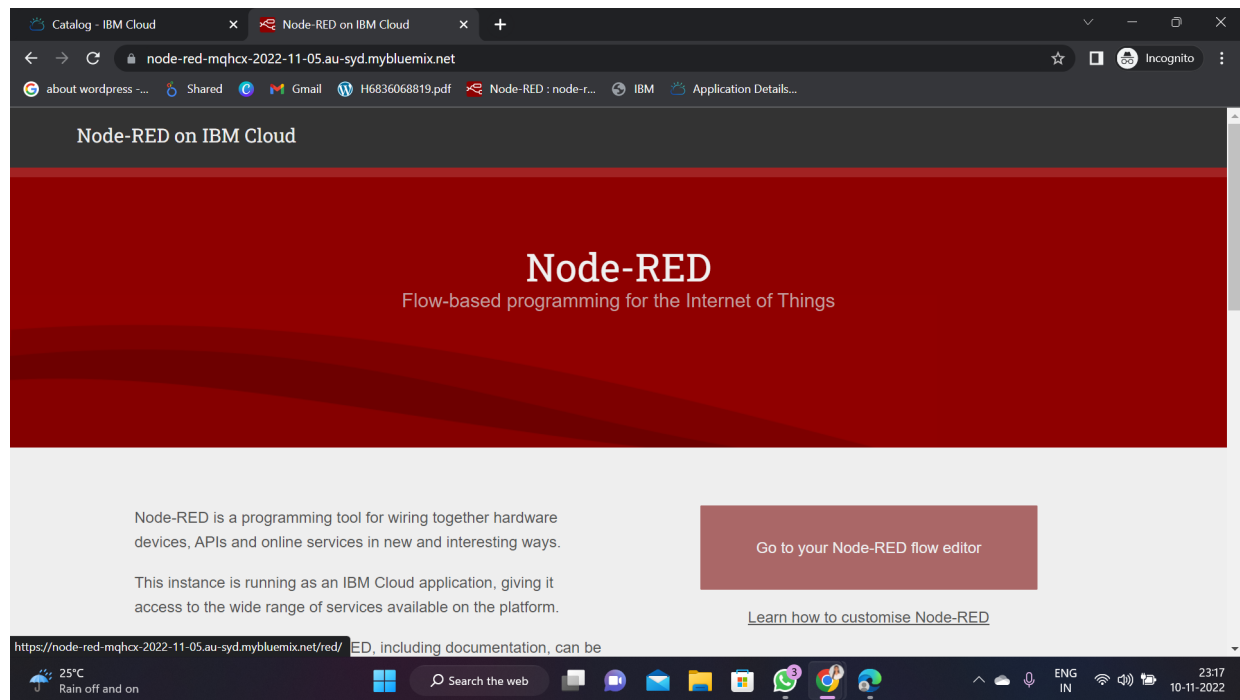 Catalog - IBM Cloud
Node-RED on IBM Cloud
node-red-mqhcx-2022-11-05.au-syd.mybluemix.net
Incognito
about wordpress -...
Shared
Gmail
H6836068819.pdf
Node-RED : node-r...
IBM
Application Details...
Node-RED on IBM Cloud
Node-RED
Flow-based programming for the Internet of Things
Node-RED is a programming tool for wiring together hardware
devices, APIs and online services in new and interesting ways.
This instance is running as an IBM Cloud application, giving it
access to the wide range of services available on the platform.
Go to your Node-RED flow editor
Learn how to customise Node-RED
https://node-red-mqhcx-2022-11-05.au-syd.mybluemix.net/red/
ED, including documentation, can be
25°C
Rain off and on
Search the web
3
ENG
IN
23:17
10-11-2022